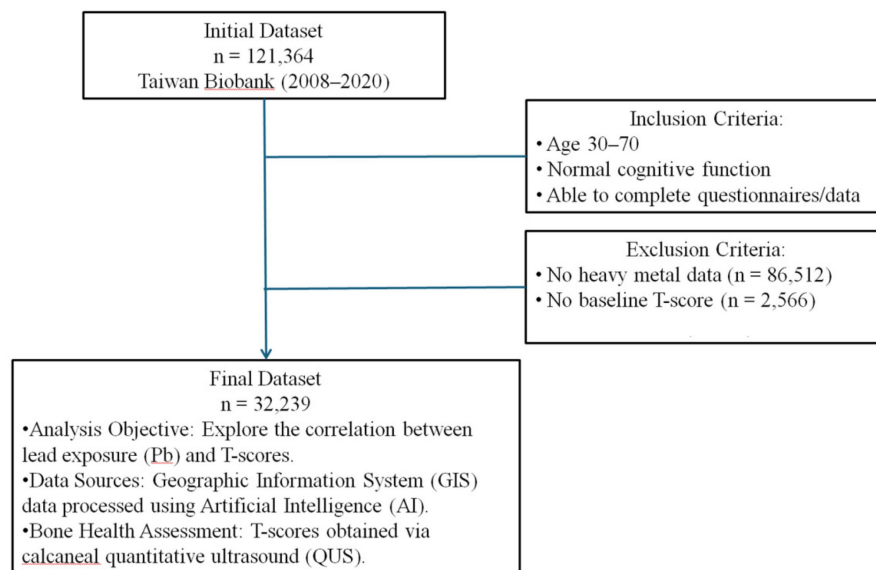 Initial Dataset
n = 121,364
Taiwan Biobank (2008–2020)
Inclusion Criteria:
• Age 30–70
• Normal cognitive function
• Able to complete questionnaires/data
Exclusion Criteria:
• No heavy metal data (n = 86,512)
• No baseline T-score (n = 2,566)
Final Dataset
n = 32,239
•Analysis Objective: Explore the correlation between
lead exposure (Pb) and T-scores.
•Data Sources: Geographic Information System (GIS)
data processed using Artificial Intelligence (AI).
•Bone Health Assessment: T-scores obtained via
calcaneal quantitative ultrasound (QUS).